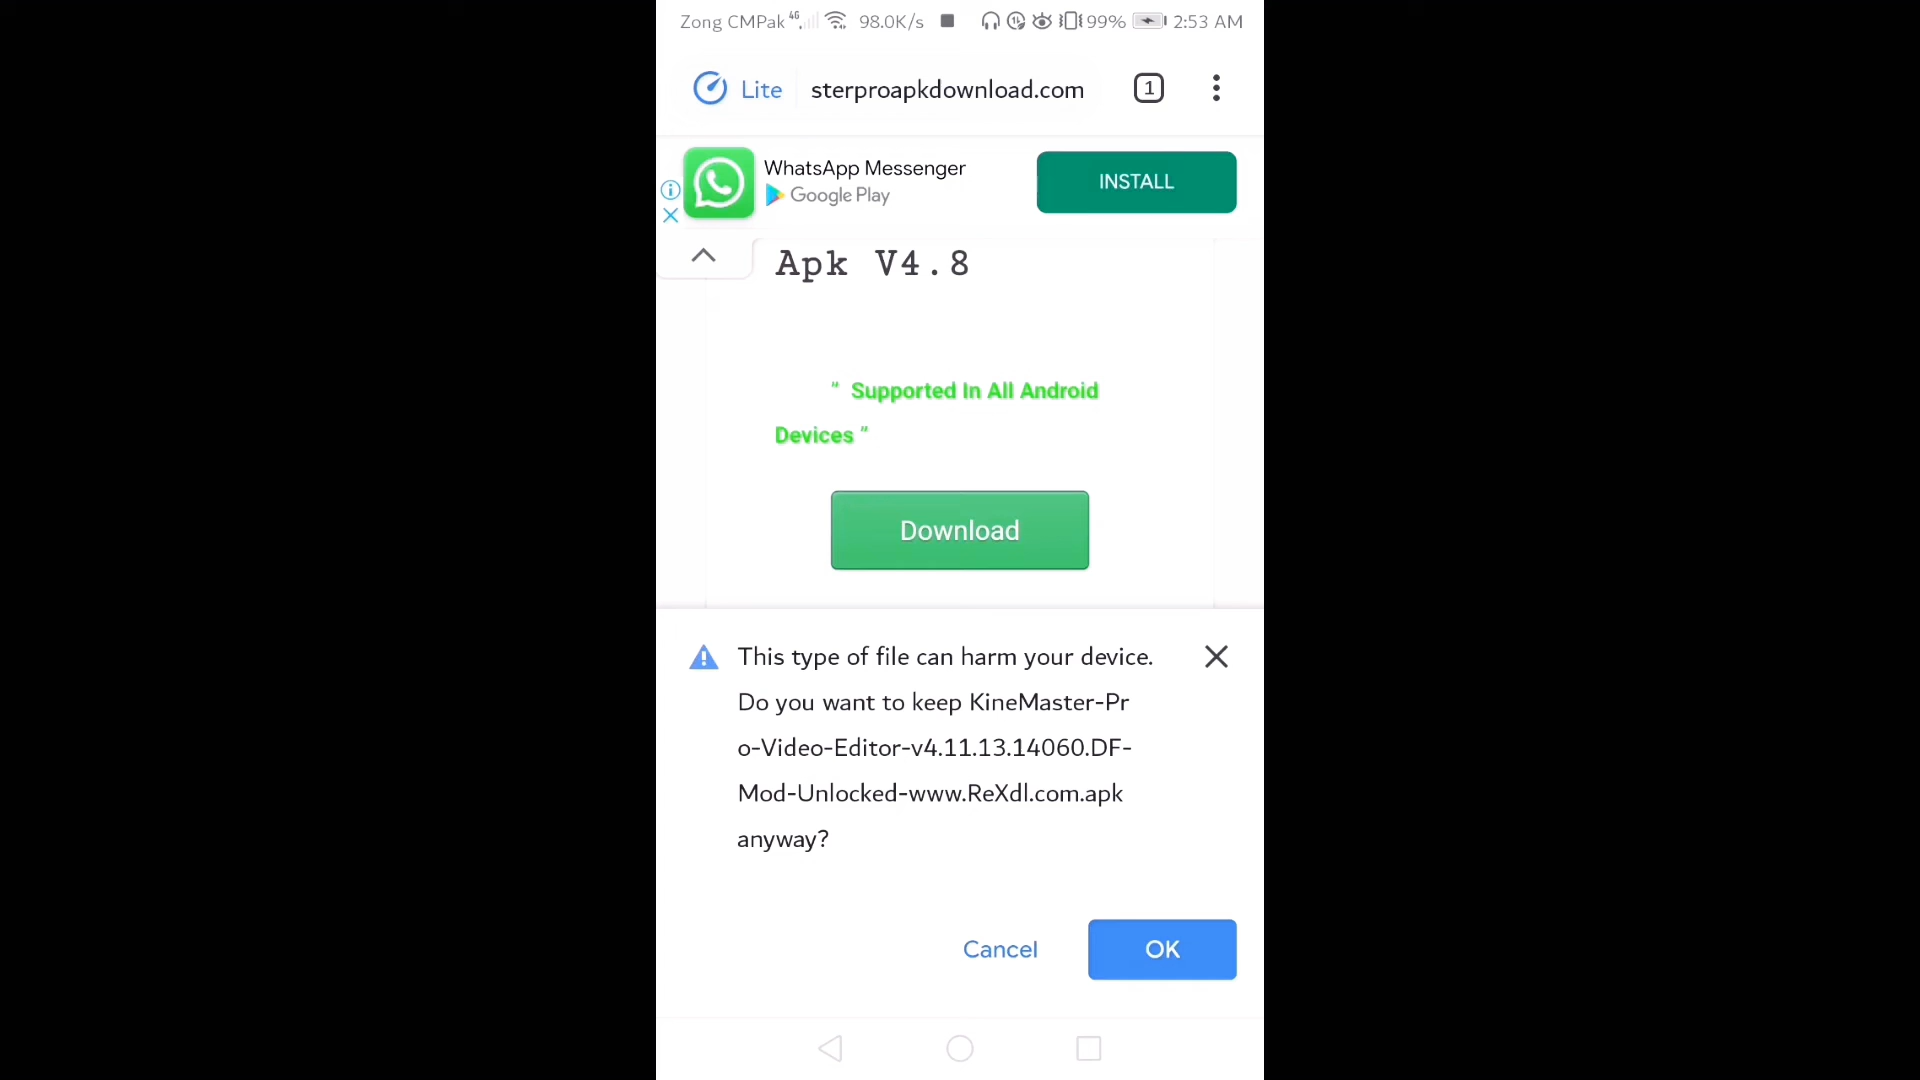 Zong CMPak 4G 98.0K/s 99% 2:53 AM
Lite sterproapkdownload.com 1
WhatsApp Messenger
Google Play
INSTALL
Apk V4.8
" Supported In All Android
Devices "
Download
This type of file can harm your device.
Do you want to keep KineMaster-Pr
o-Video-Editor-v4.11.13.14060.DF-
Mod-Unlocked-www.ReXdl.com.apk
anyway?
Cancel OK